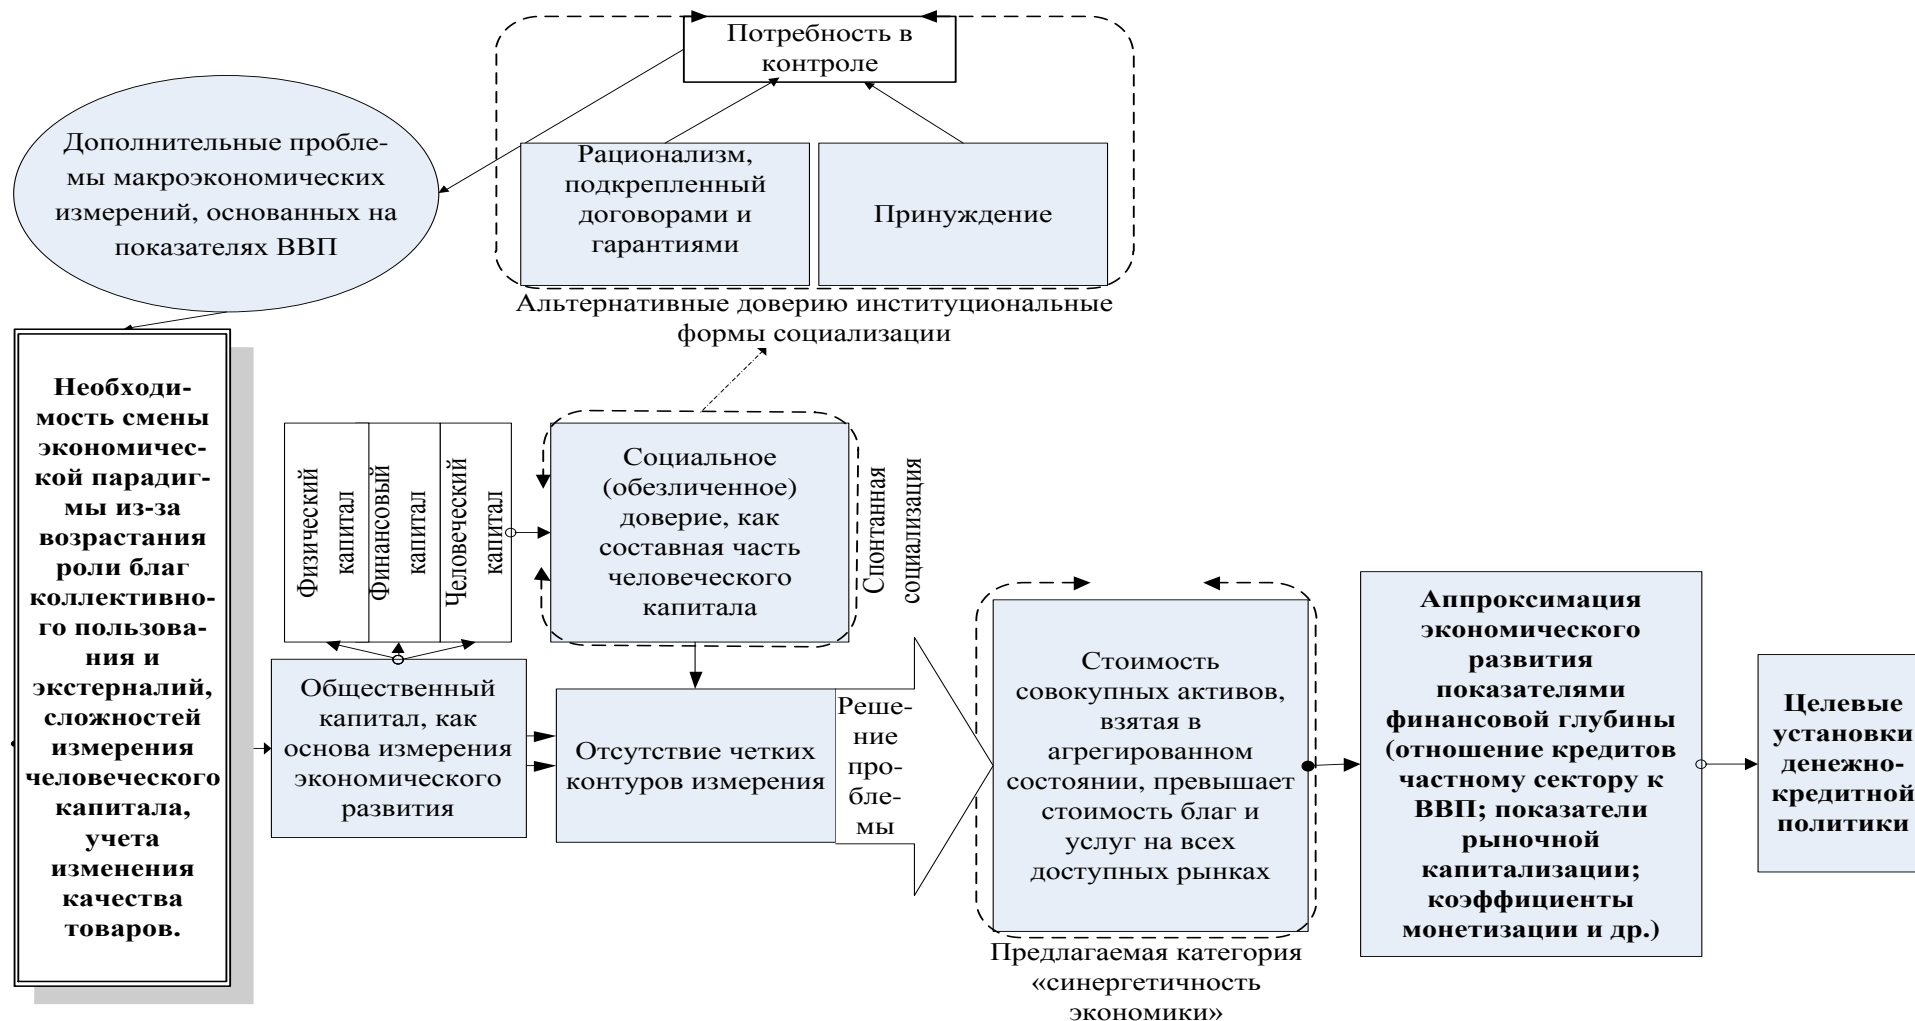 Потребность в
контроле
Дополнительные пробле-
мы макроэкономических
измерений, основанных на
показателях ВВП
Рационализм,
подкрепленный
договорами и
гарантиями
Принуждение
Альтернативные доверию институциональные
формы социализации
Необходи-
мость смены
экономичес-
кой парадиг-
мы из-за
возрастания
роли благ
коллективно-
го пользова-
ния и
экстерналий,
сложностей
измерения
человеческого
капитала,
учета
изменения
качества
товаров.
Физический
капитал
Финансовый
капитал
Человеческий
капитал
Социальное
(обезличенное)
доверие, как
составная часть
человеческого
капитала
Спонтанная
социализация
Общественный
капитал, как
основа измерения
экономического
развития
Отсутствие четких
контуров измерения
Реше-
ние
про-
бле-
мы
Стоимость
совокупных активов,
взятая в
агрегированном
состоянии, превышает
стоимость благ и
услуг на всех
доступных рынках
Предлагаемая категория
«синергетичность
экономики»
Аппроксимация
экономического
развития
показателями
финансовой глубины
(отношение кредитов
частному сектору к
ВВП; показатели
рыночной
капитализации;
коэффициенты
монетизации и др.)
Целевые
установки
денежно-
кредитной
политики